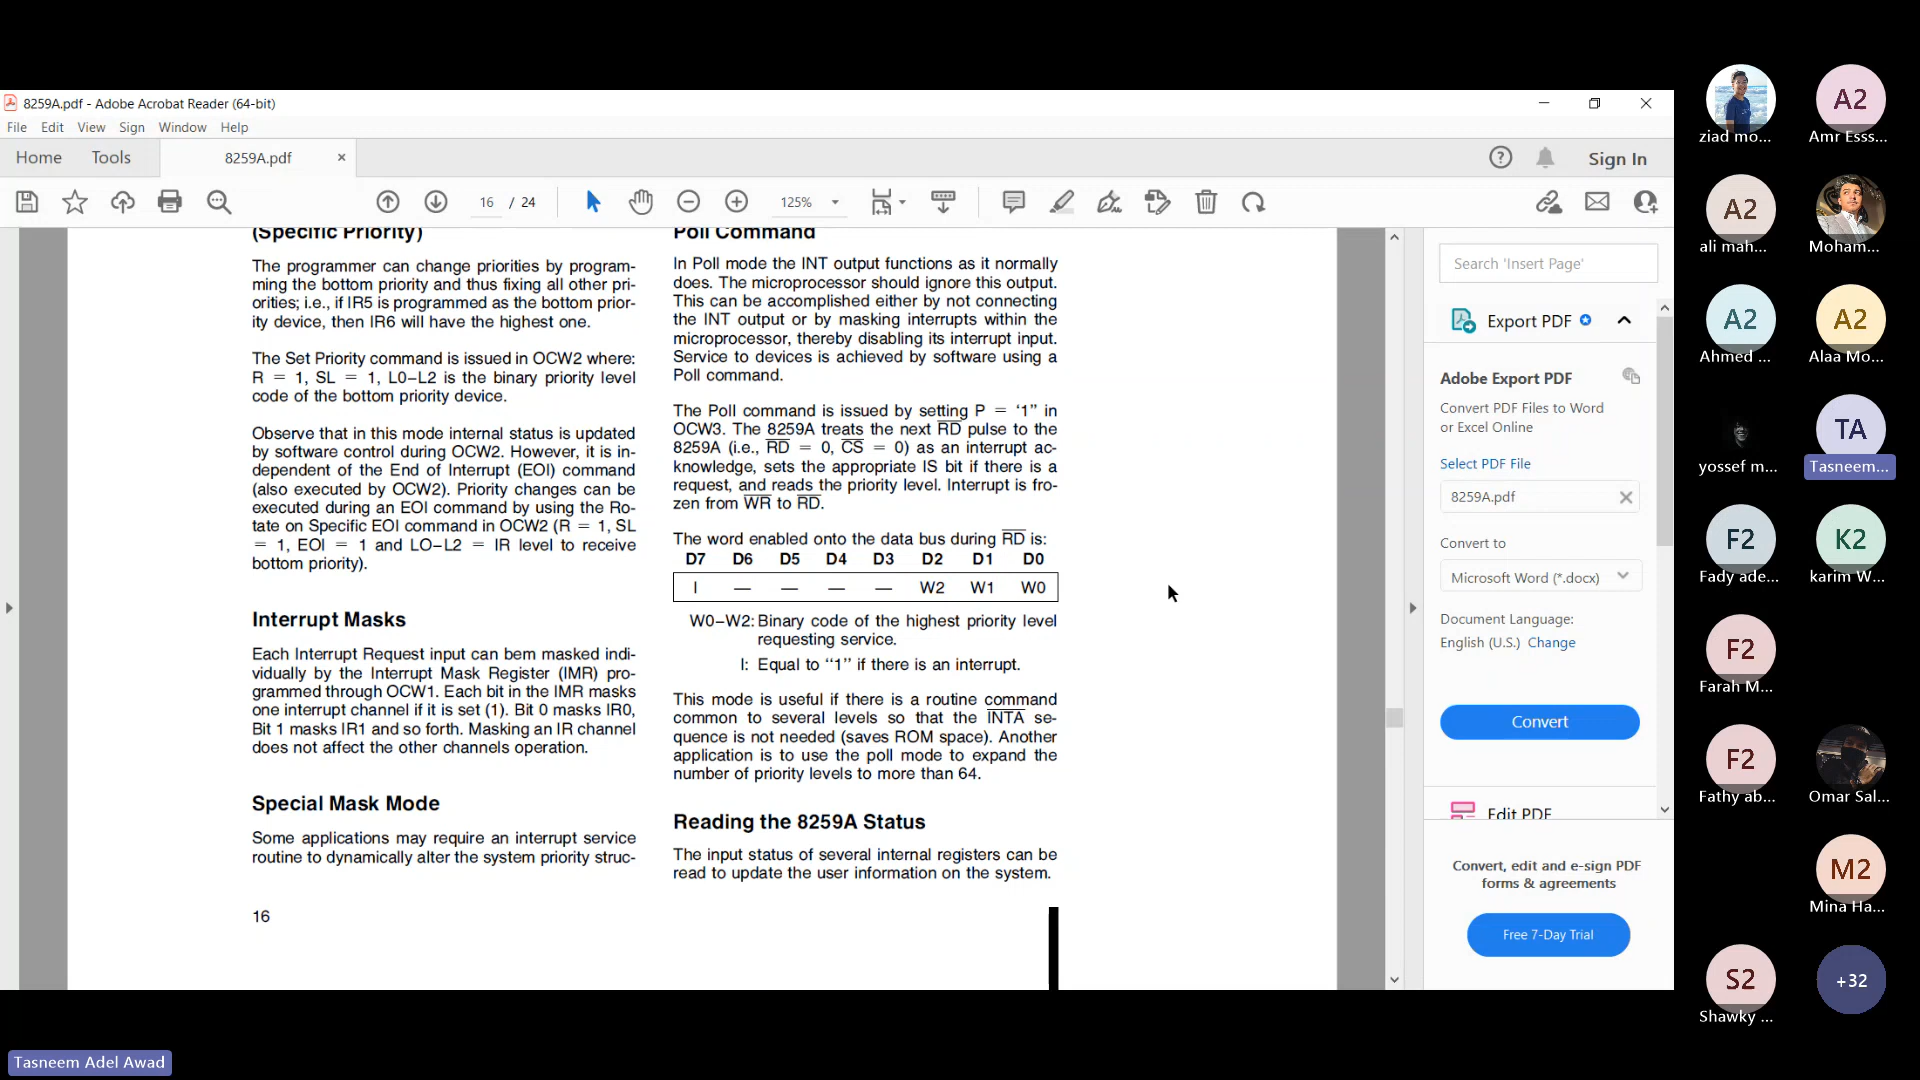 8259A.pdf - Adobe Acrobat Reader (64-bit)
File Edit View Sign Window Help
Home Tools 8259A.pdf × Sign In
16 / 24 125%
(Specific Priority)
The programmer can change priorities by program-
ming the bottom priority and thus fixing all other pri-
orities; i.e., if IR5 is programmed as the bottom prior-
ity device, then IR6 will have the highest one.
The Set Priority command is issued in OCW2 where:
R = 1, SL = 1, L0–L2 is the binary priority level
code of the bottom priority device.
Observe that in this mode internal status is updated
by software control during OCW2. However, it is in-
dependent of the End of Interrupt (EOI) command
(also executed by OCW2). Priority changes can be
executed during an EOI command by using the Ro-
tate on Specific EOI command in OCW2 (R = 1, SL
= 1, EOI = 1 and LO–L2 = IR level to receive
bottom priority).
Interrupt Masks
Each Interrupt Request input can bem masked indi-
vidually by the Interrupt Mask Register (IMR) pro-
grammed through OCW1. Each bit in the IMR masks
one interrupt channel if it is set (1). Bit 0 masks IR0,
Bit 1 masks IR1 and so forth. Masking an IR channel
does not affect the other channels operation.
Special Mask Mode
Some applications may require an interrupt service
routine to dynamically alter the system priority struc-
16
Poll Command
In Poll mode the INT output functions as it normally
does. The microprocessor should ignore this output.
This can be accomplished either by not connecting
the INT output or by masking interrupts within the
microprocessor, thereby disabling its interrupt input.
Service to devices is achieved by software using a
Poll command.
The Poll command is issued by setting P = ‘1’’ in
OCW3. The 8259A treats the next R̅D̅ pulse to the
8259A (i.e., R̅D̅ = 0, C̅S̅ = 0) as an interrupt ac-
knowledge, sets the appropriate IS bit if there is a
request, and reads the priority level. Interrupt is fro-
zen from W̅R̅ to R̅D̅.
The word enabled onto the data bus during R̅D̅ is:
D7 D6 D5 D4 D3 D2 D1 D0
I — — — — W2 W1 W0
W0–W2: Binary code of the highest priority level
requesting service.
I: Equal to ‘‘1’’ if there is an interrupt.
This mode is useful if there is a routine command
common to several levels so that the I̅N̅T̅A̅ se-
quence is not needed (saves ROM space). Another
application is to use the poll mode to expand the
number of priority levels to more than 64.
Reading the 8259A Status
The input status of several internal registers can be
read to update the user information on the system.
Search 'Insert Page'
Export PDF
Adobe Export PDF
Convert PDF Files to Word
or Excel Online
Select PDF File
8259A.pdf
Convert to
Microsoft Word (*.docx)
Document Language:
English (U.S.) Change
Convert
Edit PDF
Convert, edit and e-sign PDF
forms & agreements
Free 7-Day Trial
A2
ziad mo... Amr Esss...
A2
ali mah... Moham...
A2 A2
Ahmed ... Alaa Mo...
TA
yossef m... Tasneem...
F2 K2
Fady ade... karim W...
F2
Farah M...
F2
Fathy ab... Omar Sal...
M2
Mina Ha...
S2 +32
Shawky ...
Tasneem Adel Awad